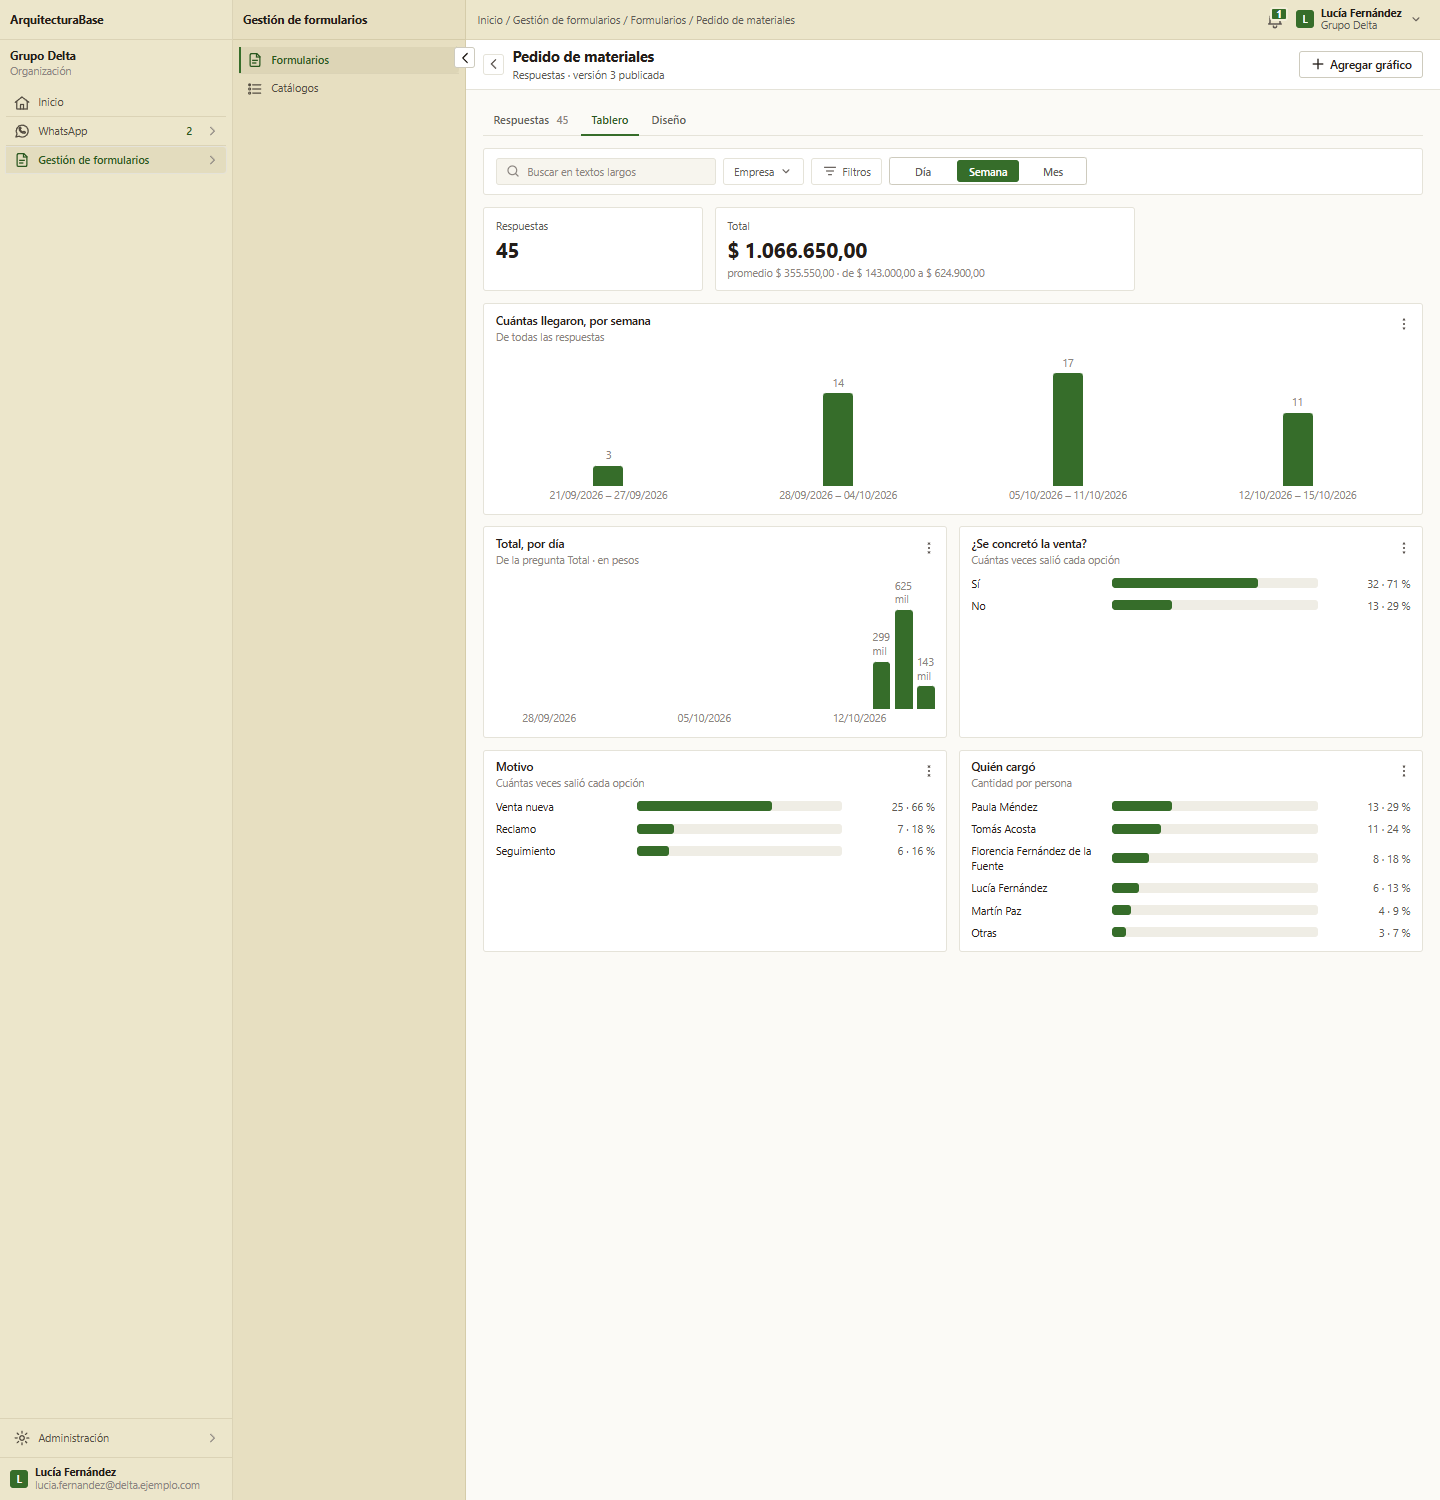 ArquitecturaBase
Grupo Delta
Organización
Inicio
WhatsApp 2
Gestión de formularios
Administración
L Lucía Fernández
lucia.fernandez@delta.ejemplo.com
Gestión de formularios
Formularios
Catálogos
Inicio / Gestión de formularios / Formularios / Pedido de materiales
1
L Lucía Fernández
Grupo Delta
Pedido de materiales
Respuestas · versión 3 publicada
Agregar gráfico
Respuestas 45 Tablero Diseño
Buscar en textos largos Empresa Filtros Día Semana Mes
Respuestas
45
Total
$ 1.066.650,00
promedio $ 355.550,00 · de $ 143.000,00 a $ 624.900,00
Cuántas llegaron, por semana
De todas las respuestas
3
14
17
11
21/09/2026 – 27/09/2026
28/09/2026 – 04/10/2026
05/10/2026 – 11/10/2026
12/10/2026 – 15/10/2026
Total, por día
De la pregunta Total · en pesos
299
mil
625
mil
143
mil
28/09/2026
05/10/2026
12/10/2026
¿Se concretó la venta?
Cuántas veces salió cada opción
Sí 32 · 71 %
No 13 · 29 %
Motivo
Cuántas veces salió cada opción
Venta nueva 25 · 66 %
Reclamo 7 · 18 %
Seguimiento 6 · 16 %
Quién cargó
Cantidad por persona
Paula Méndez 13 · 29 %
Tomás Acosta 11 · 24 %
Florencia Fernández de la
Fuente 8 · 18 %
Lucía Fernández 6 · 13 %
Martín Paz 4 · 9 %
Otras 3 · 7 %